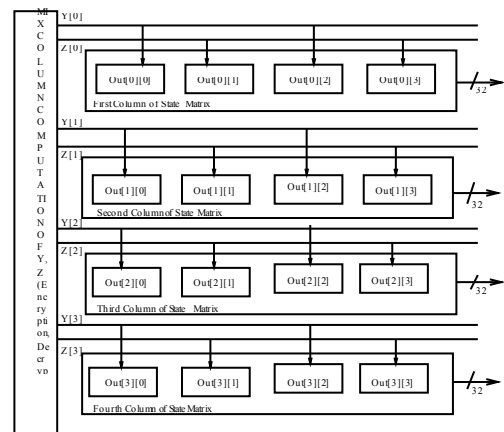 MI
X C
O L
U M
N C
O M
P U
T A
TI O
N O
F Y,
Z
(E n
c r
y p
ti o
n,
D e
c r
y p
Y[0]
Z[0]
Out[0][0] Out[0][1] Out[0][2] Out[0][3]
First Column of State Matrix
32
Y[1]
Z[1]
Out[1][0] Out[1][1] Out[1][2] Out[1][3]
Second Column of State Matrix
32
Y[2]
Z[2]
Out[2][0] Out[2][1] Out[2][2] Out[2][3]
Third Column of State Matrix
32
Y[3]
Z[3]
Out[3][0] Out[3][1] Out[3][2] Out[3][3]
Fourth Column of State Matrix
32